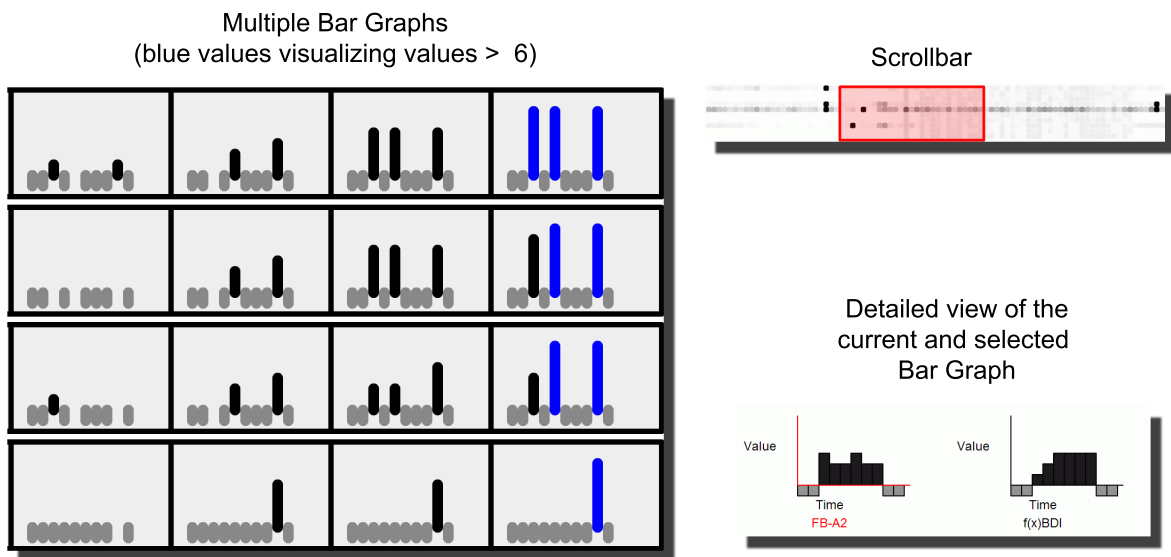 Multiple Bar Graphs
(blue values visualizing values > 6)
Scrollbar
Detailed view of the
current and selected
Bar Graph
Value
Time
FB-A2
Value
Time
f(x)BDI